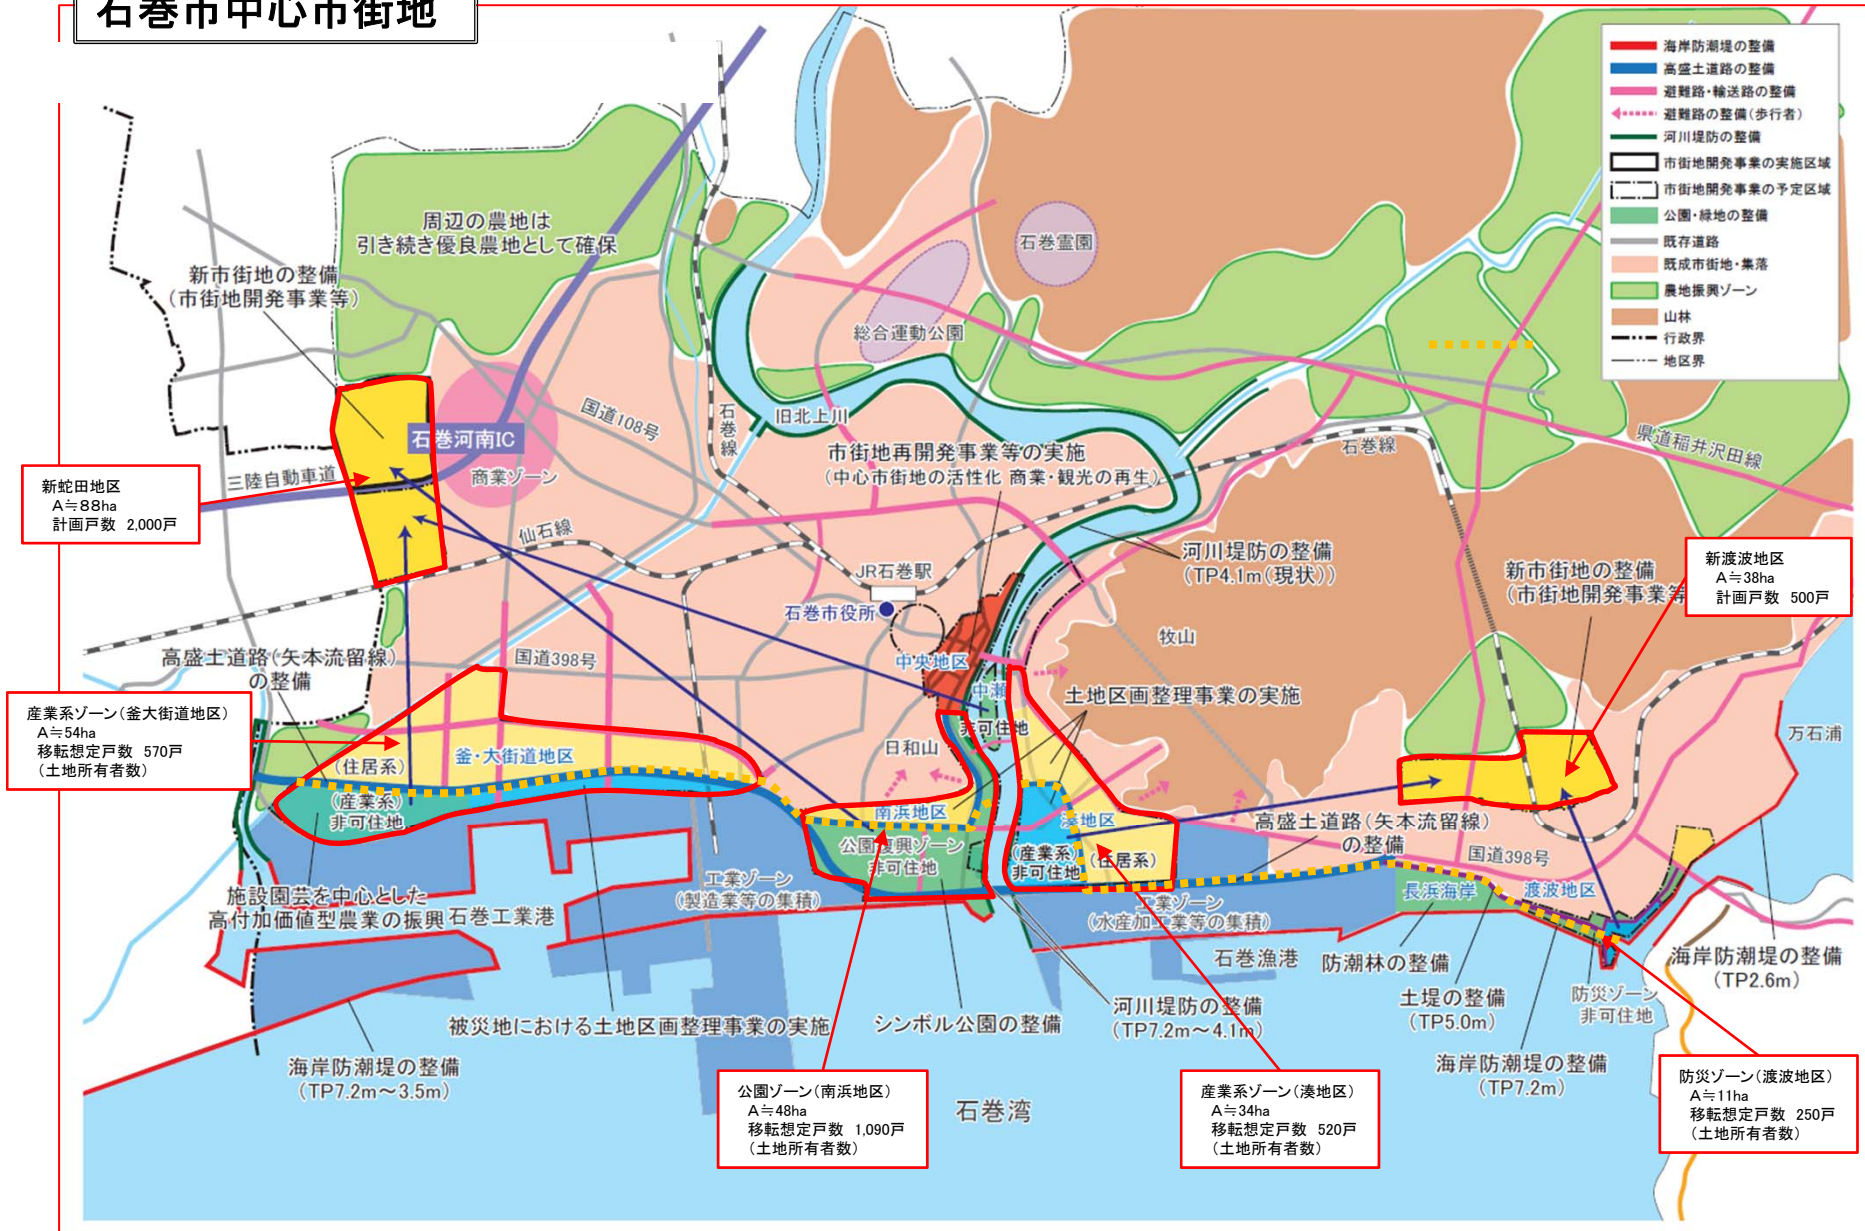 石巻市中心市街地
海岸防潮堤の整備
高盛土道路の整備
避難路・輸送路の整備
避難路の整備(歩行者)
河川堤防の整備
市街地開発事業の実施区域
市街地開発事業の予定区域
公園・緑地の整備
既存道路
既成市街地・集落
農地振興ゾーン
山林
行政界
地区界
周辺の農地は
引き続き優良農地として確保
新市街地の整備
(市街地開発事業等)
石巻霊園
総合運動公園
国道108号
石巻線
旧北上川
石巻河南IC
商業ゾーン
三陸自動車道
市街地再開発事業等の実施
(中心市街地の活性化 商業・観光の再生)
石巻線
県道稲井沢田線
新蛇田地区
A≒88ha
計画戸数 2,000戸
仙石線
JR石巻駅
石巻市役所
河川堤防の整備
(TP4.1m(現状))
新市街地の整備
(市街地開発事業等
新渡波地区
A≒38ha
計画戸数 500戸
牧山
高盛土道路(矢本流留線)
の整備
国道398号
中央地区
中瀬
非可住地
土地区画整理事業の実施
産業系ゾーン(釜大街道地区)
A≒54ha
移転想定戸数 570戸
(土地所有者数)
(住居系)
釜・大街道地区
日和山
万石浦
(産業系)
非可住地
南浜地区
公園復興ゾーン
非可住地
湊地区
(産業系)
非可住地
(住居系)
高盛土道路(矢本流留線)
の整備
国道398号
施設園芸を中心とした
高付加価値型農業の振興
石巻工業港
工業ゾーン
(製造業等の集積)
工業ゾーン
(水産加工業等の集積)
長浜海岸
渡波地区
石巻漁港
防潮林の整備
海岸防潮堤の整備
(TP2.6m)
土堤の整備
(TP5.0m)
防災ゾーン
非可住地
被災地における土地区画整理事業の実施
シンボル公園の整備
河川堤防の整備
(TP7.2m～4.1m)
海岸防潮堤の整備
(TP7.2m～3.5m)
海岸防潮堤の整備
(TP7.2m)
公園ゾーン(南浜地区)
A≒48ha
移転想定戸数 1,090戸
(土地所有者数)
石巻湾
産業系ゾーン(湊地区)
A≒34ha
移転想定戸数 520戸
(土地所有者数)
防災ゾーン(渡波地区)
A≒11ha
移転想定戸数 250戸
(土地所有者数)